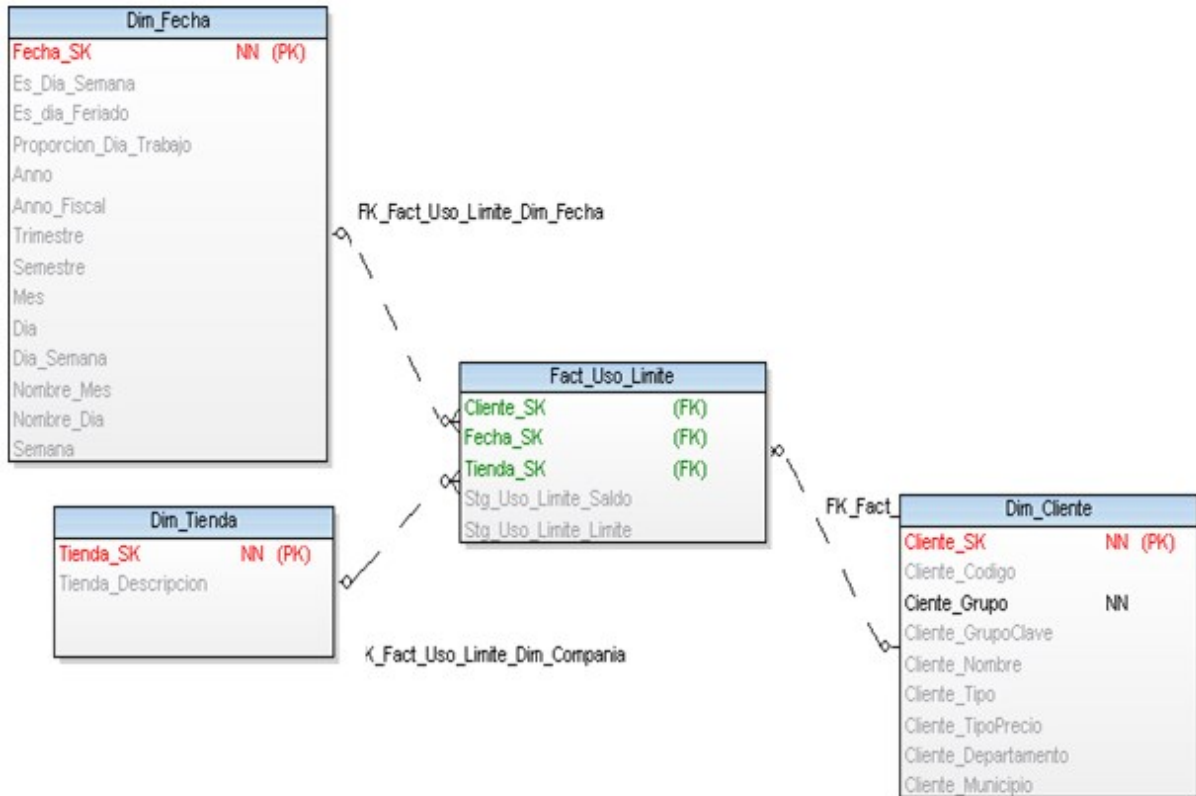 Dim_Fecha
Fecha_SK NN (PK)
Es_Dia_Semana
Es_dia_Feriado
Proporcion_Dia_Trabajo
Anno
Anno_Fiscal
Trimestre
Semestre
Mes
Dia
Dia_Semana
Nombre_Mes
Nombre_Dia
Semana
FK_Fact_Uso_Limite_Dim_Fecha
Fact_Uso_Limite
Cliente_SK (FK)
Fecha_SK (FK)
Tienda_SK (FK)
Stg_Uso_Limite_Saldo
Stg_Uso_Limite_Limite
Dim_Tienda
Tienda_SK NN (PK)
Tienda_Descripcion
K_Fact_Uso_Limite_Dim_Compania
FK_Fact_
Dim_Cliente
Cliente_SK NN (PK)
Cliente_Codigo
Ciente_Grupo NN
Cliente_GrupoClave
Cliente_Nombre
Cliente_Tipo
Cliente_TipoPrecio
Cliente_Departamento
Cliente_Municipio